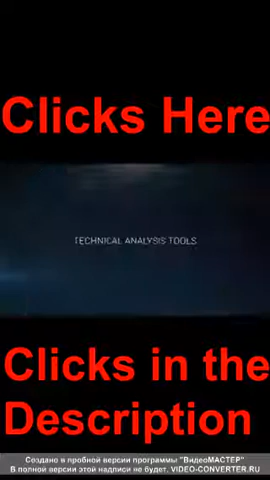 Clicks Here
TECHNICAL ANALYSIS TOOLS
Clicks in the
Description
Создано в пробной версии программы "ВидеоМАСТЕР"
В полной версии этой надписи не будет. VIDEO-CONVERTER.RU